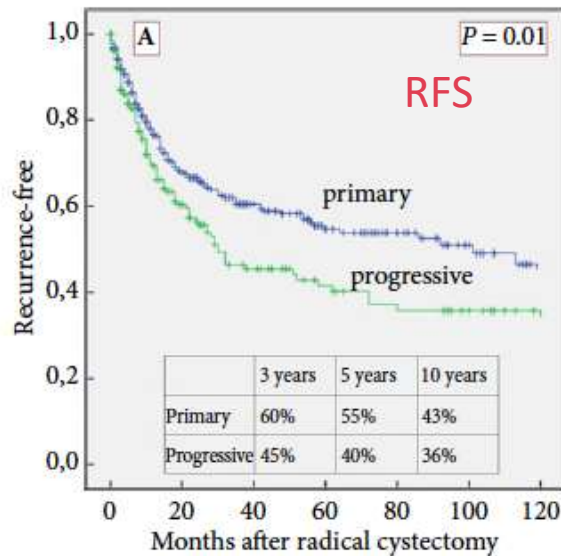 A
P = 0.01
RFS
Recurrence-free
1,0
0,8
0,6
0,4
0,2
0,0
primary
progressive
3 years 5 years 10 years
Primary 60% 55% 43%
Progressive 45% 40% 36%
0 20 40 60 80 100 120
Months after radical cystectomy